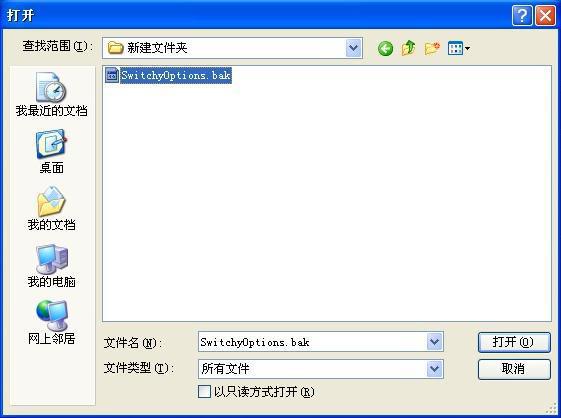 打开
查找范围(I):
新建文件夹
SwitchyOptions.bak
我最近的文档
桌面
我的文档
我的电脑
网上邻居
文件名(N):
SwitchyOptions.bak
打开(O)
文件类型(T):
所有文件
取消
以只读方式打开(R)